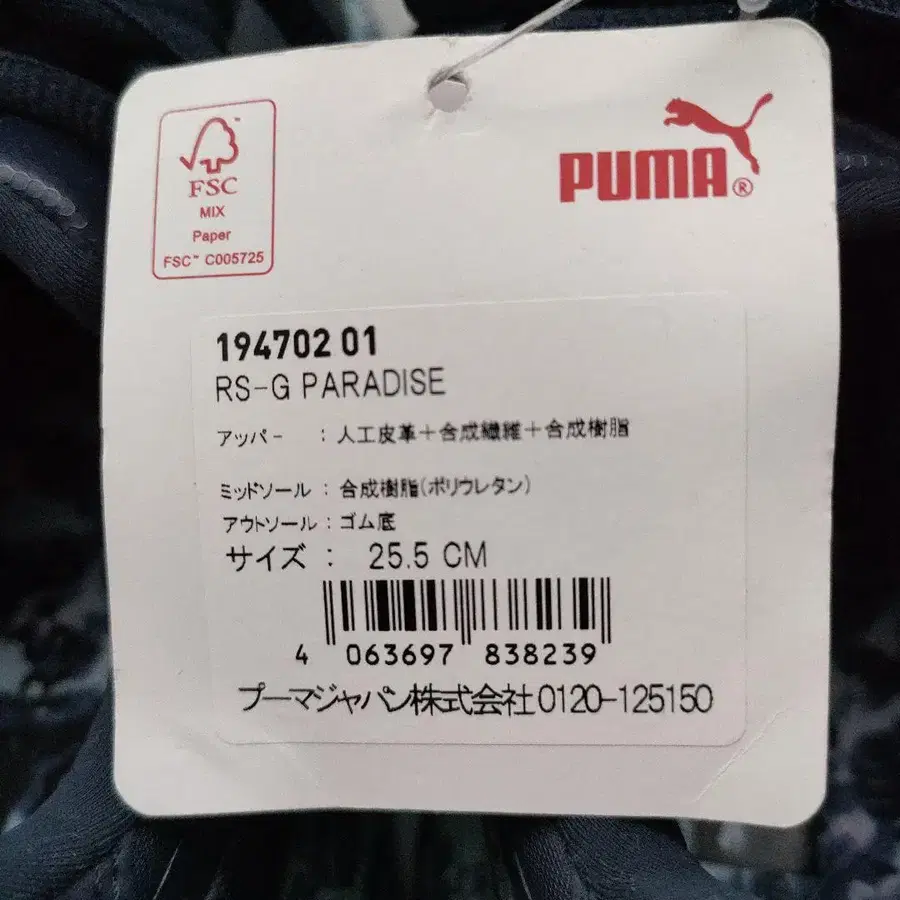 FSC
MIX
Paper
FSC™ C005725
PUMA®
194702 01
RS-G PARADISE
アッパー : 人工皮革+合成繊維+合成樹脂
ミッドソール : 合成樹脂(ポリウレタン)
アウトソール : ゴム底
サイズ : 25.5 CM
4 063697 838239
プーマジャパン株式会社0120-125150